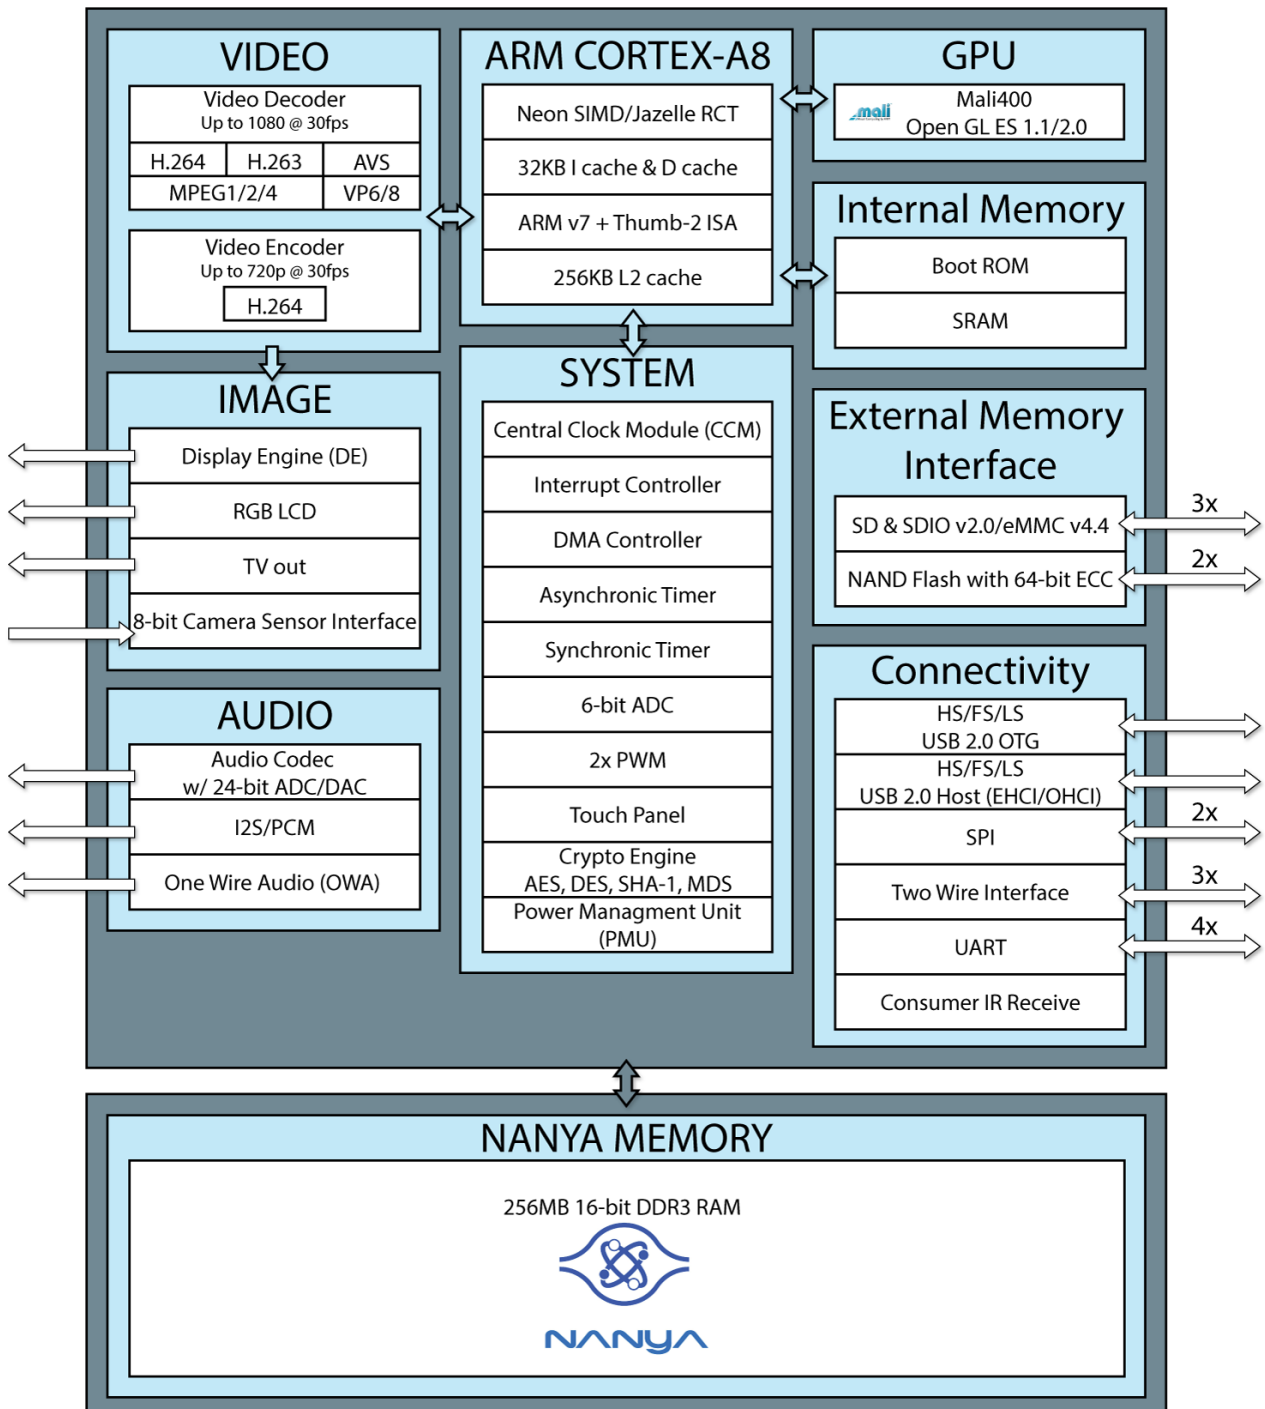 VIDEO
Video Decoder
Up to 1080 @ 30fps
H.264 H.263 AVS
MPEG1/2/4 VP6/8
Video Encoder
Up to 720p @ 30fps
H.264
ARM CORTEX-A8
Neon SIMD/Jazelle RCT
32KB I cache & D cache
ARM v7 + Thumb-2 ISA
256KB L2 cache
GPU
mali
Mali400
Open GL ES 1.1/2.0
Internal Memory
Boot ROM
SRAM
IMAGE
Display Engine (DE)
RGB LCD
TV out
8-bit Camera Sensor Interface
SYSTEM
Central Clock Module (CCM)
Interrupt Controller
DMA Controller
Asynchronic Timer
Synchronic Timer
6-bit ADC
2x PWM
Touch Panel
Crypto Engine
AES, DES, SHA-1, MDS
Power Managment Unit
(PMU)
External Memory
Interface
SD & SDIO v2.0/eMMC v4.4
3x
NAND Flash with 64-bit ECC
2x
AUDIO
Audio Codec
w/ 24-bit ADC/DAC
I2S/PCM
One Wire Audio (OWA)
Connectivity
HS/FS/LS
USB 2.0 OTG
HS/FS/LS
USB 2.0 Host (EHCI/OHCI)
SPI
2x
Two Wire Interface
3x
UART
4x
Consumer IR Receive
NANYA MEMORY
256MB 16-bit DDR3 RAM
NANYA